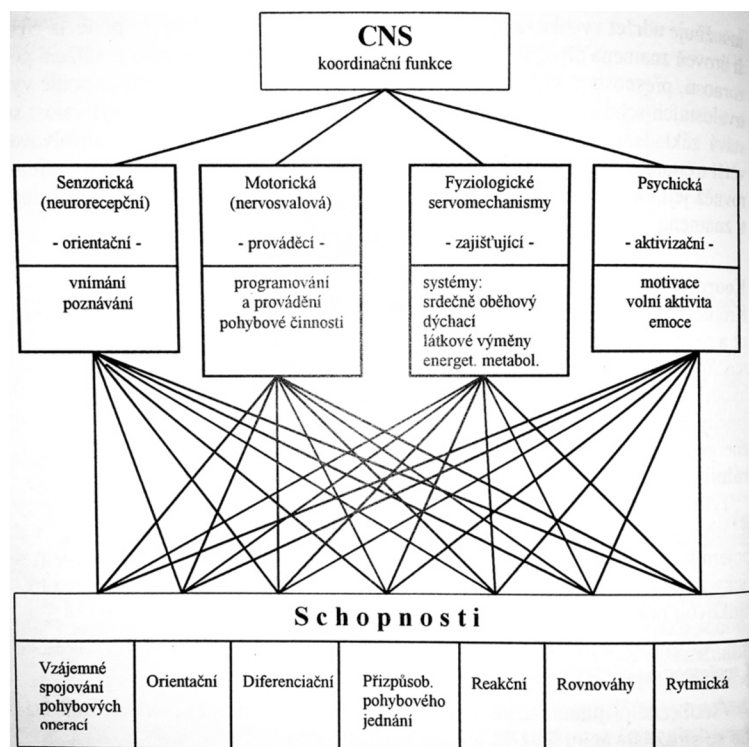 CNS
koordinační funkce
Senzorická
(neurorecepční)
- orientační -
vnímání
poznávání
Motorická
(nervosvalová)
- prováděcí -
programování
a provádění
pohybové činnosti
Fyziologické
servomechanismy
- zajišťující -
systémy:
srdečně oběhový
dýchací
látkové výměny
energet. metabol.
Psychická
- aktivizační -
motivace
volní aktivita
emoce
Schopnosti
Vzájemné
spojování
pohybových
operací
Orientační
Diferenciační
Přizpůsob.
pohybového
jednání
Reakční
Rovnováhy
Rytmická